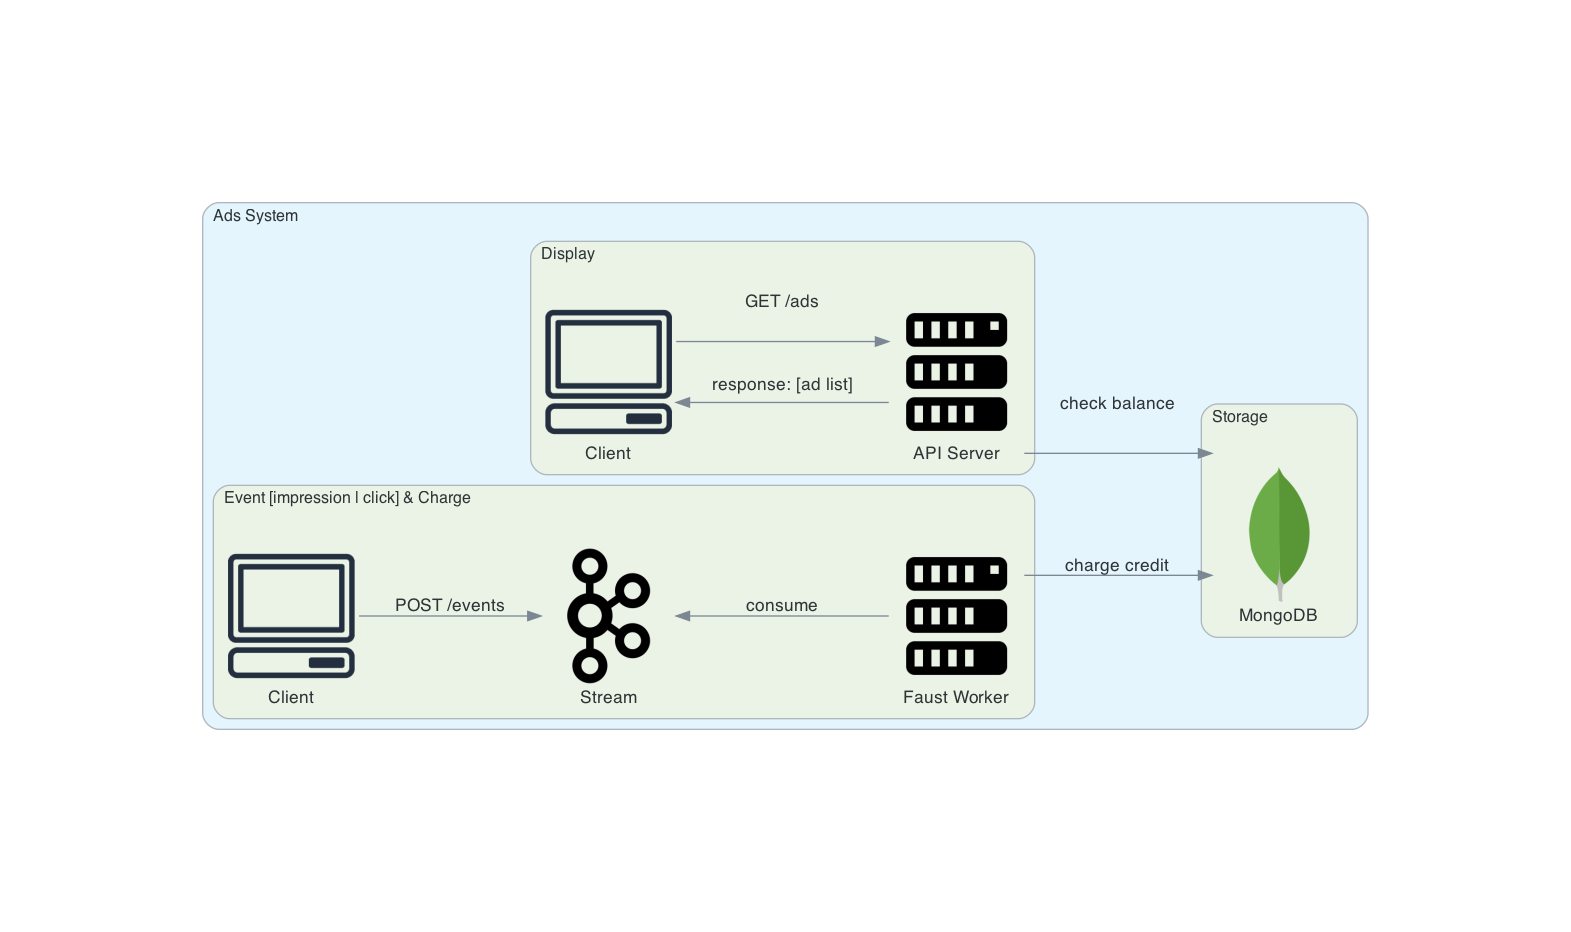 Ads System
Display
GET /ads
response: [ad list]
Client
API Server
check balance
Storage
Event [impression | click] & Charge
charge credit
POST /events
consume
MongoDB
Client
Stream
Faust Worker